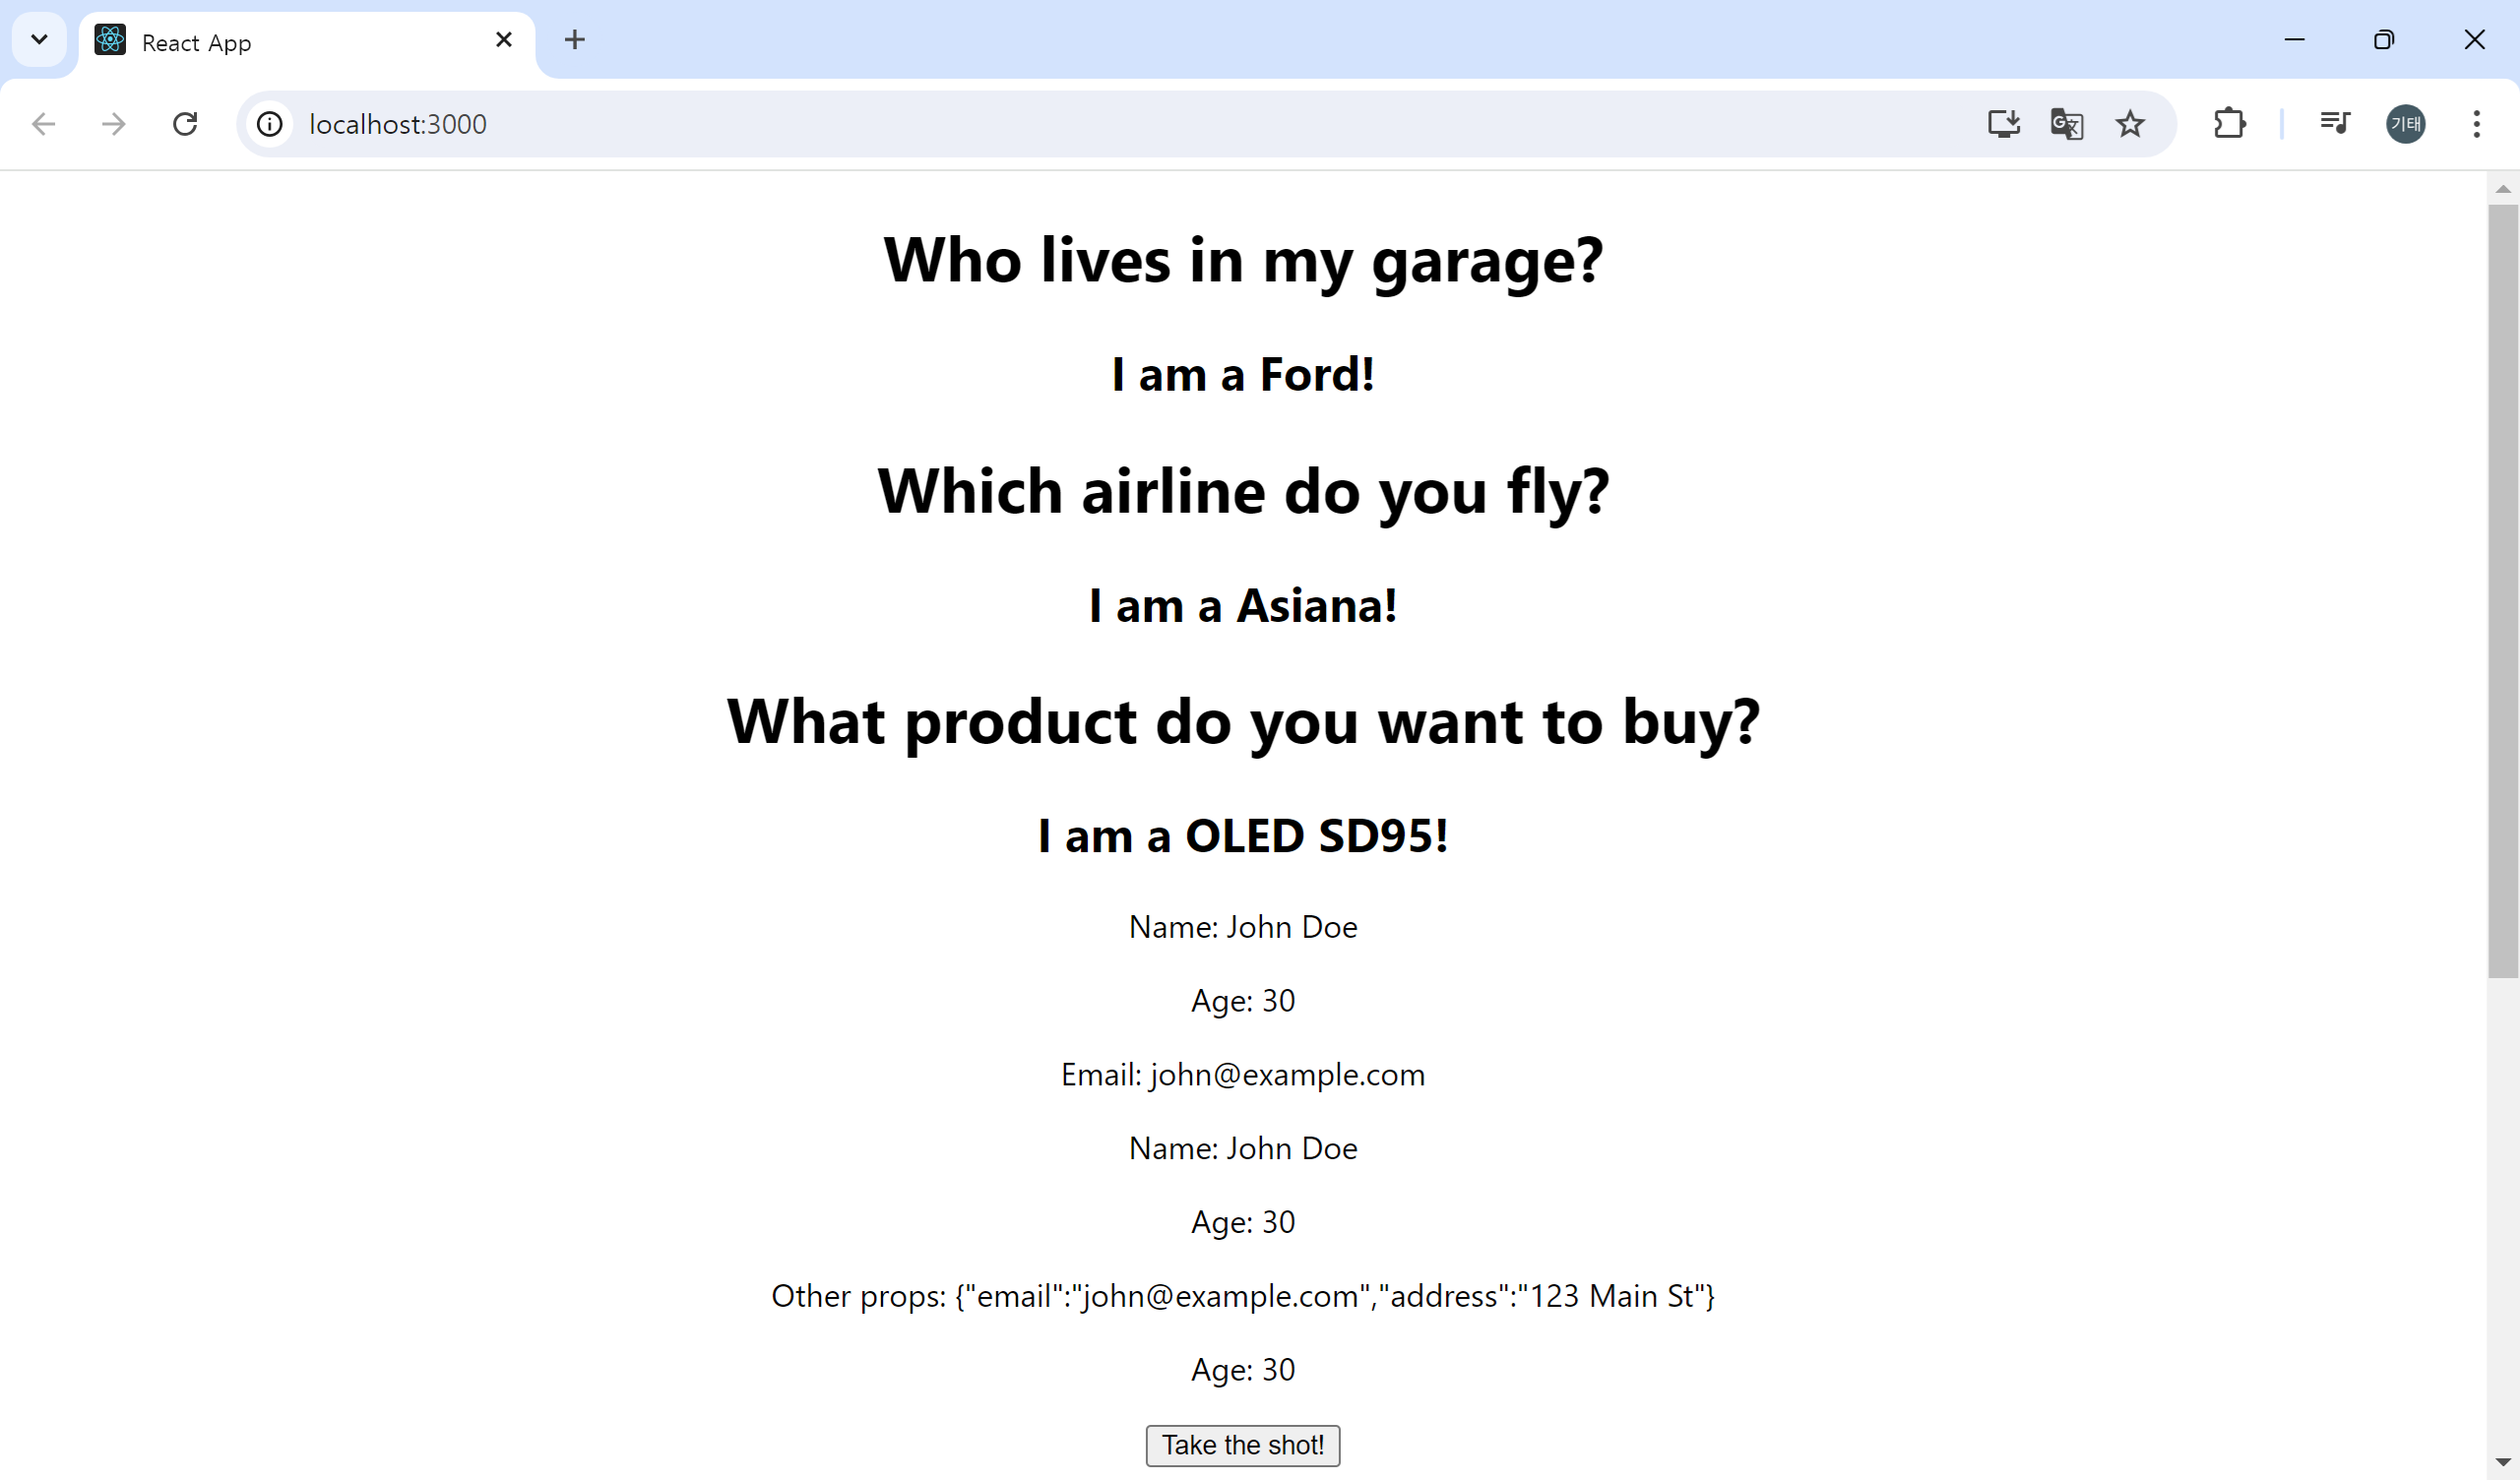 React App
localhost:3000
기태
Who lives in my garage?
I am a Ford!
Which airline do you fly?
I am a Asiana!
What product do you want to buy?
I am a OLED SD95!
Name: John Doe
Age: 30
Email: john@example.com
Name: John Doe
Age: 30
Other props: {"email":"john@example.com","address":"123 Main St"}
Age: 30
Take the shot!